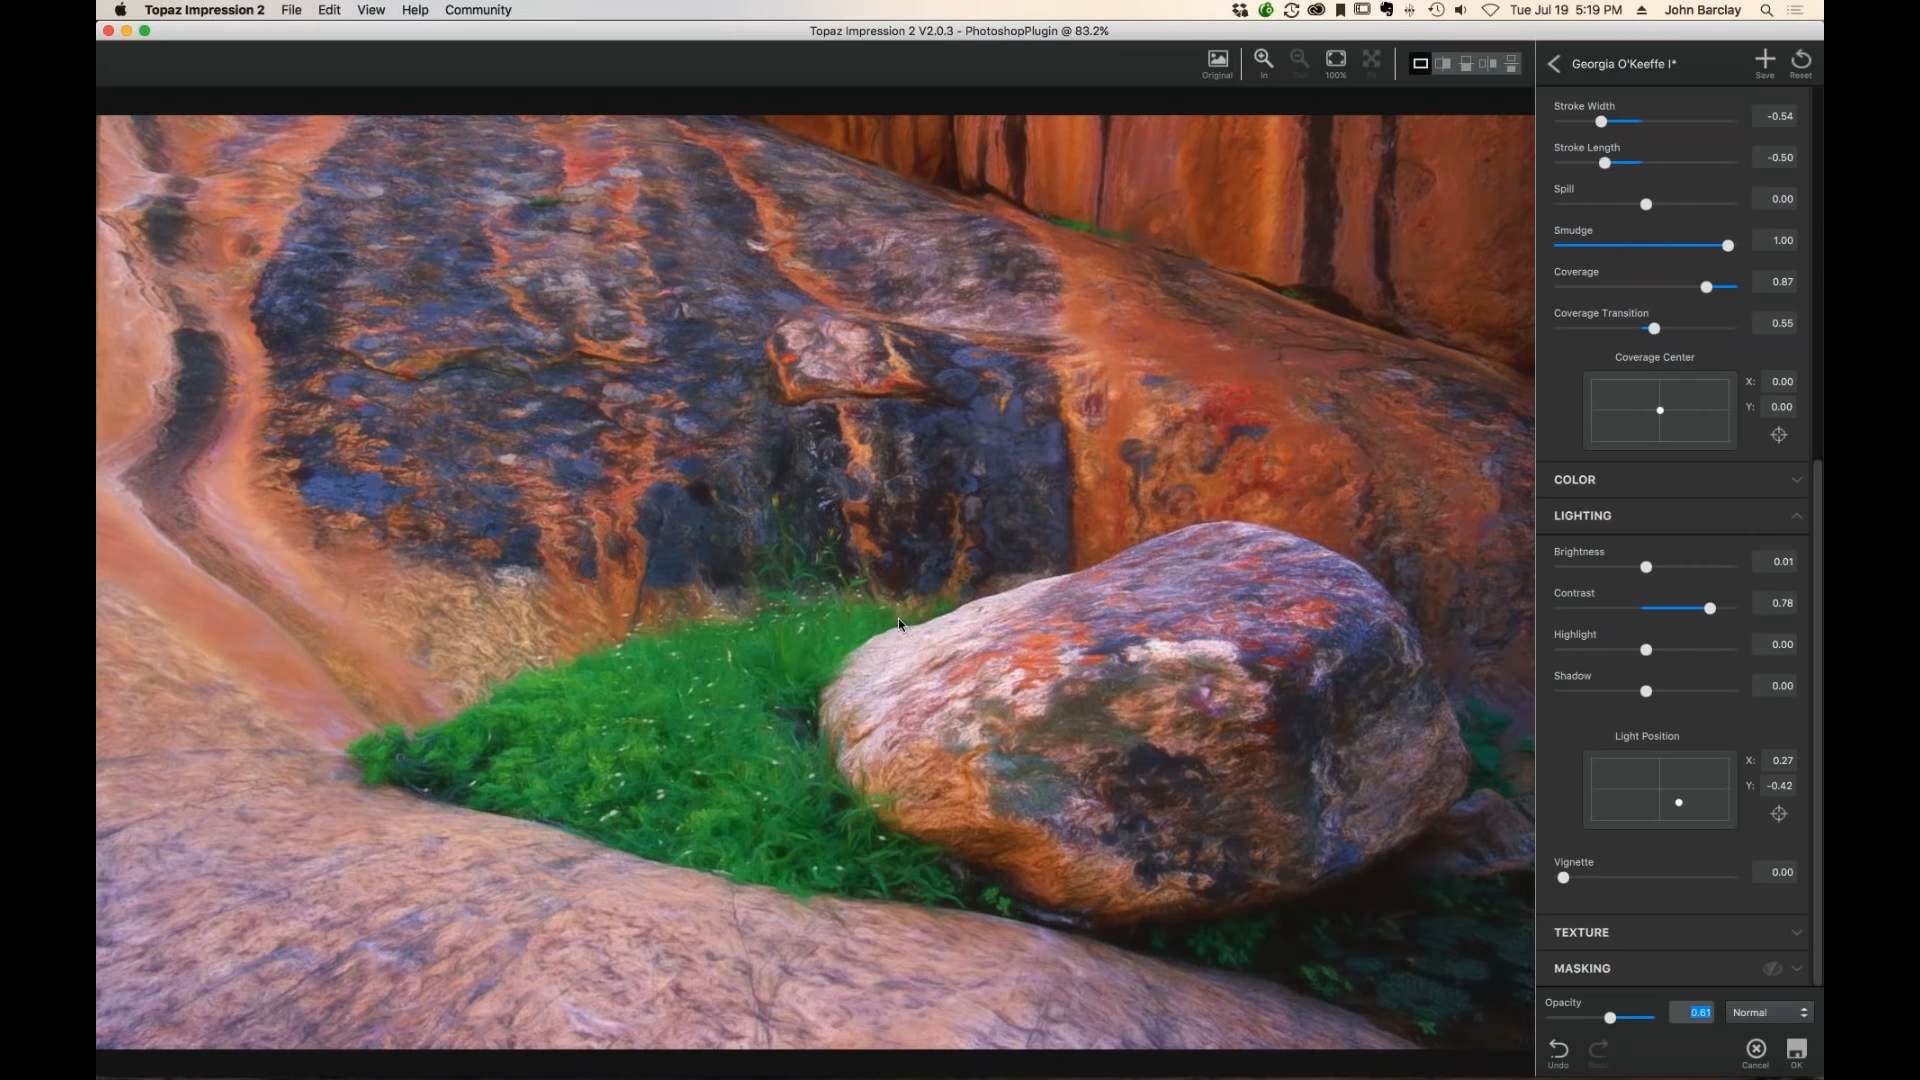 Topaz Impression 2 File Edit View Help Community Tue Jul 19 5:19 PM John Barclay
Topaz Impression 2 V2.0.3 - PhotoshopPlugin @ 83.2%
Original In 100% Georgia O'Keeffe I* Save Reset
Stroke Width -0.54
Stroke Length -0.50
Spill 0.00
Smudge 1.00
Coverage 0.87
Coverage Transition 0.55
Coverage Center
X: 0.00
Y: 0.00
COLOR
LIGHTING
Brightness 0.01
Contrast 0.78
Highlight 0.00
Shadow 0.00
Light Position
X: 0.27
Y: -0.42
Vignette 0.00
TEXTURE
MASKING
Opacity 0.61 Normal
Undo Cancel OK